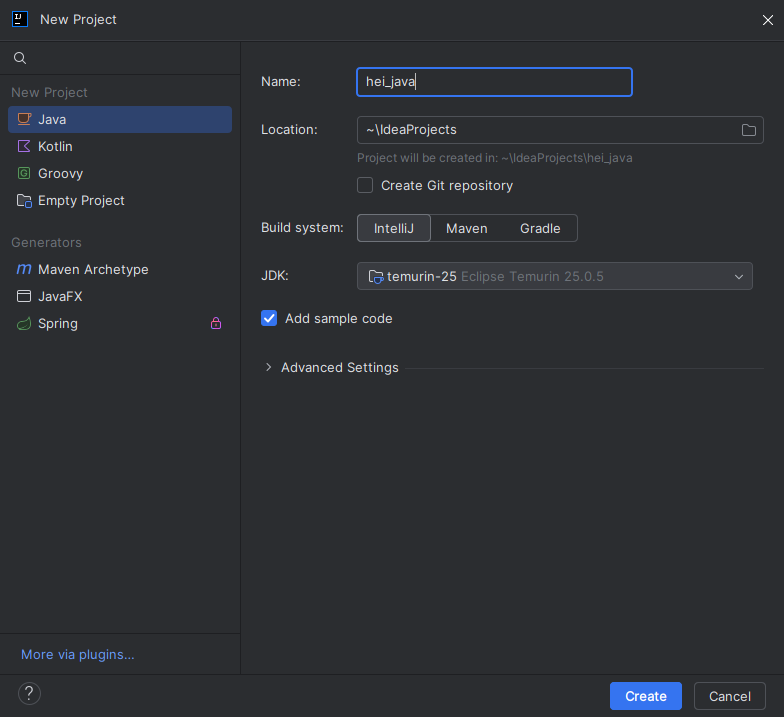 New Project
New Project
Java
Kotlin
Groovy
Empty Project
Generators
Maven Archetype
JavaFX
Spring
More via plugins...
Name: hei_java
Location: ~\IdeaProjects
Project will be created in: ~\IdeaProjects\hei_java
Create Git repository
Build system: IntelliJ Maven Gradle
JDK: temurin-25 Eclipse Temurin 25.0.5
Add sample code
Advanced Settings
? Create Cancel